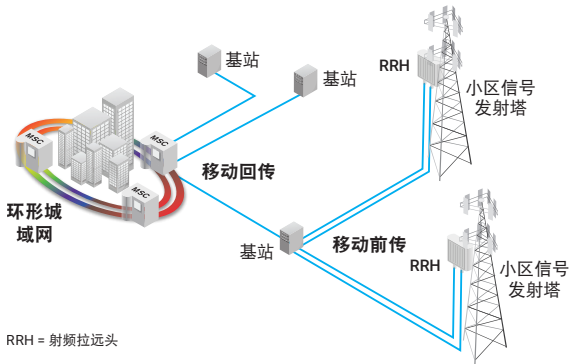 基站
基站
RRH
小区信号
发射塔
MSC
MSC
MSC
移动回传
环形城
域网
基站
移动前传
RRH
小区信号
发射塔
RRH = 射频拉远头